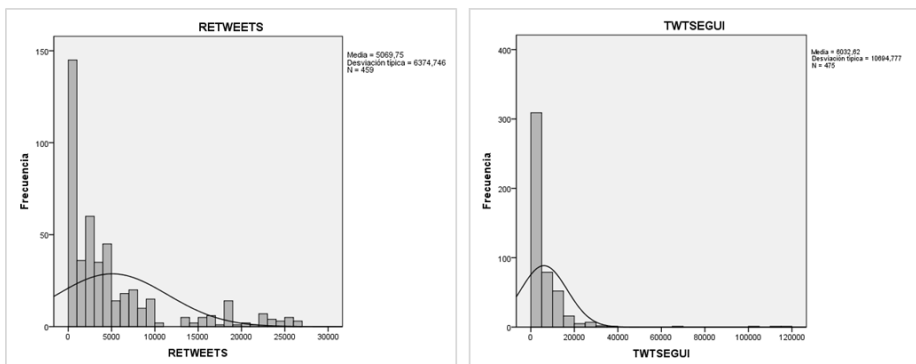 RETWEETS
Media = 5069,75
Desviación típica = 6374,746
N = 459
150
100
50
0
Frecuencia
0 5000 10000 15000 20000 25000 30000
RETWEETS
TWTSEGUI
Media = 6032,62
Desviación típica = 10694,777
N = 475
400
300
200
100
0
Frecuencia
0 20000 40000 60000 80000 100000 120000
TWTSEGUI